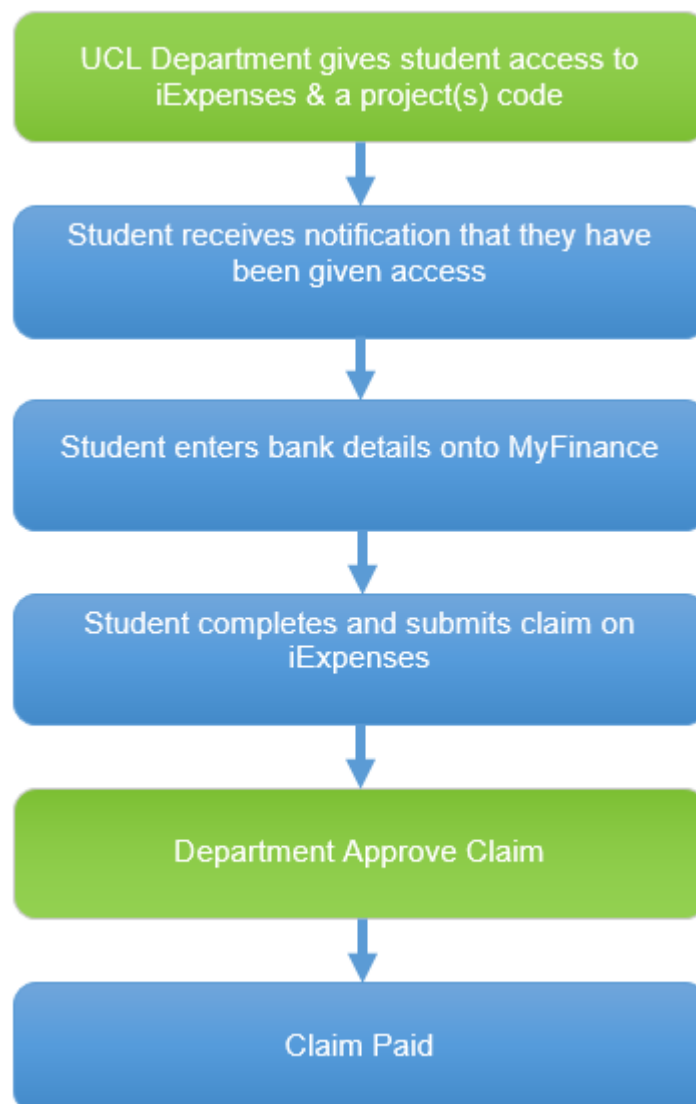 UCL Department gives student access to
iExpenses & a project(s) code
Student receives notification that they have
been given access
Student enters bank details onto MyFinance
Student completes and submits claim on
iExpenses
Department Approve Claim
Claim Paid